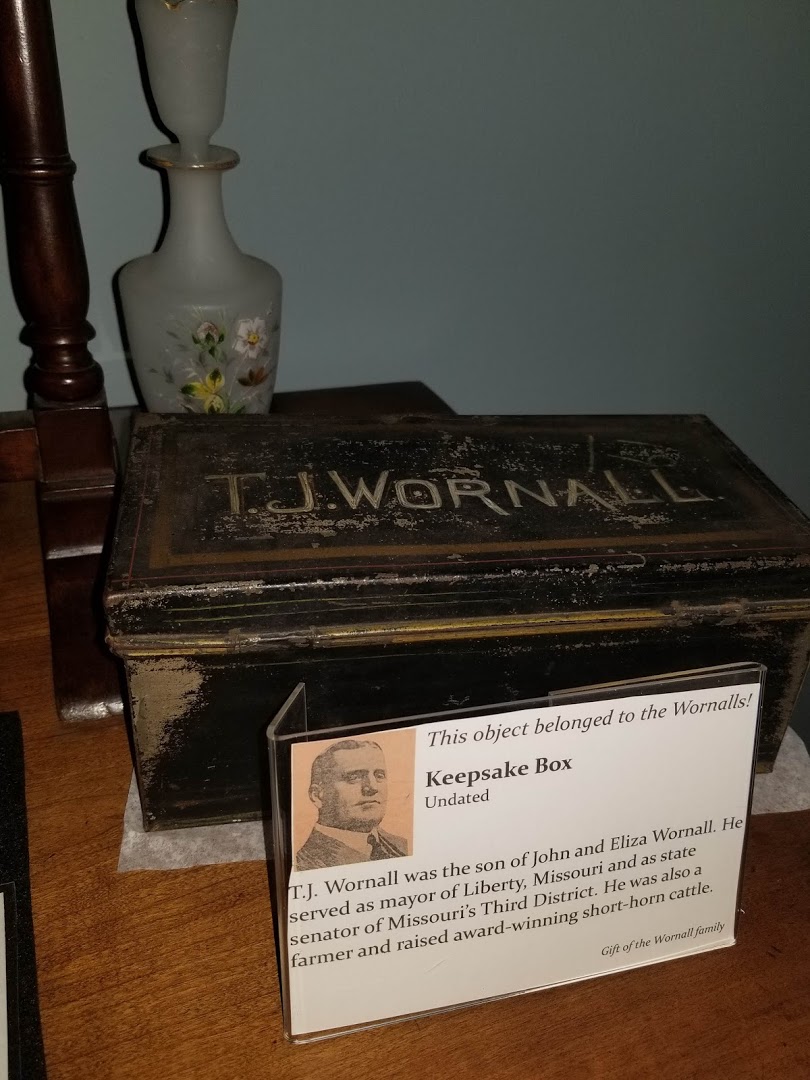 T.J. WORNALL.
This object belonged to the Wornalls!
Keepsake Box
Undated
T.J. Wornall was the son of John and Eliza Wornall. He
served as mayor of Liberty, Missouri and as state
senator of Missouri's Third District. He was also a
farmer and raised award-winning short-horn cattle.
Gift of the Wornall family